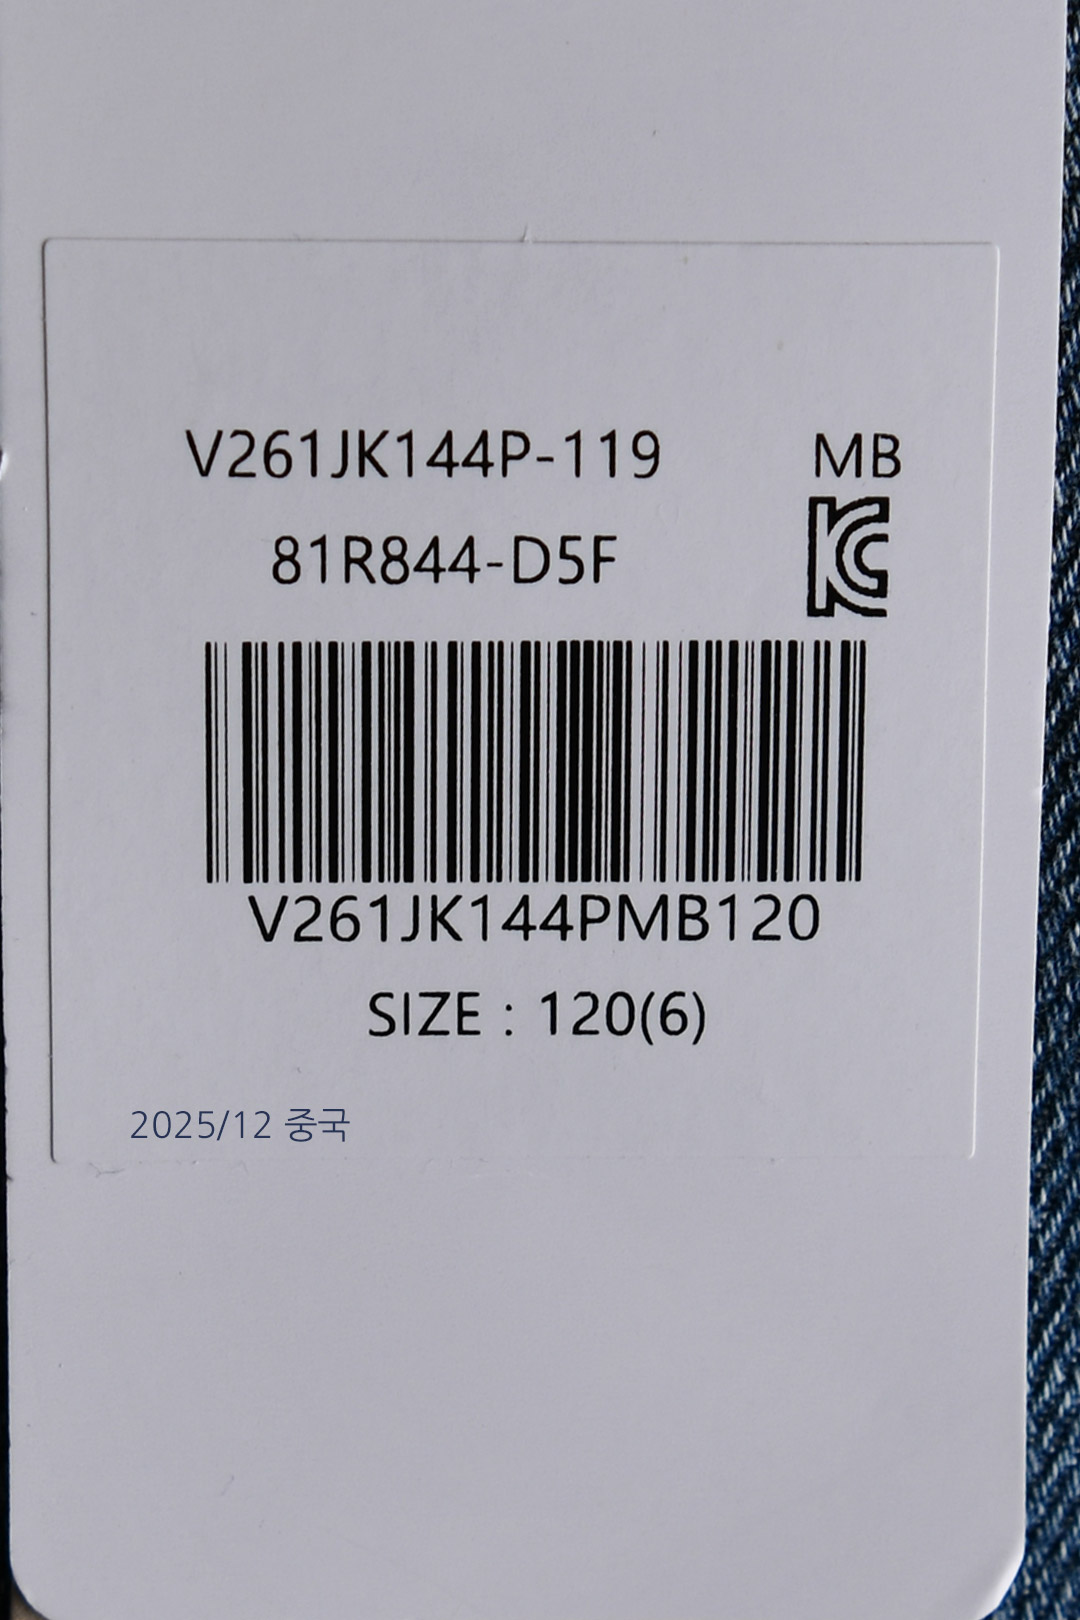 V261JK144P-119 MB
81R844-D5F
V261JK144PMB120
SIZE : 120(6)
2025/12 중국